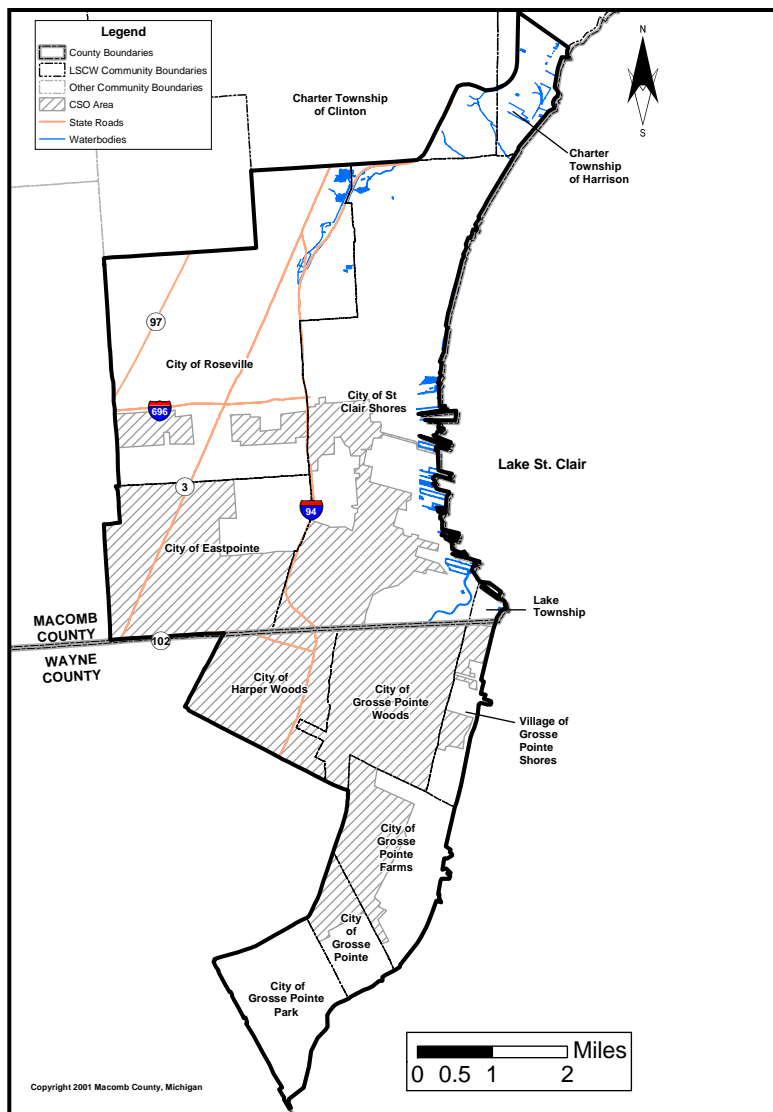 Legend
County Boundaries
LSCW Community Boundaries
Other Community Boundaries
CSO Area
State Roads
Waterbodies
N
S
Charter Township
of Clinton
Charter
Township
of Harrison
97
City of Roseville
696
City of St
Clair Shores
Lake St. Clair
3
94
City of Eastpointe
Lake
Township
MACOMB
COUNTY
102
WAYNE
COUNTY
City of
Harper Woods
City of
Grosse Pointe
Woods
Village of
Grosse
Pointe
Shores
City of
Grosse
Pointe
Farms
City
of
Grosse
Pointe
City of
Grosse Pointe
Park
Miles
0 0.5 1 2
Copyright 2001 Macomb County, Michigan